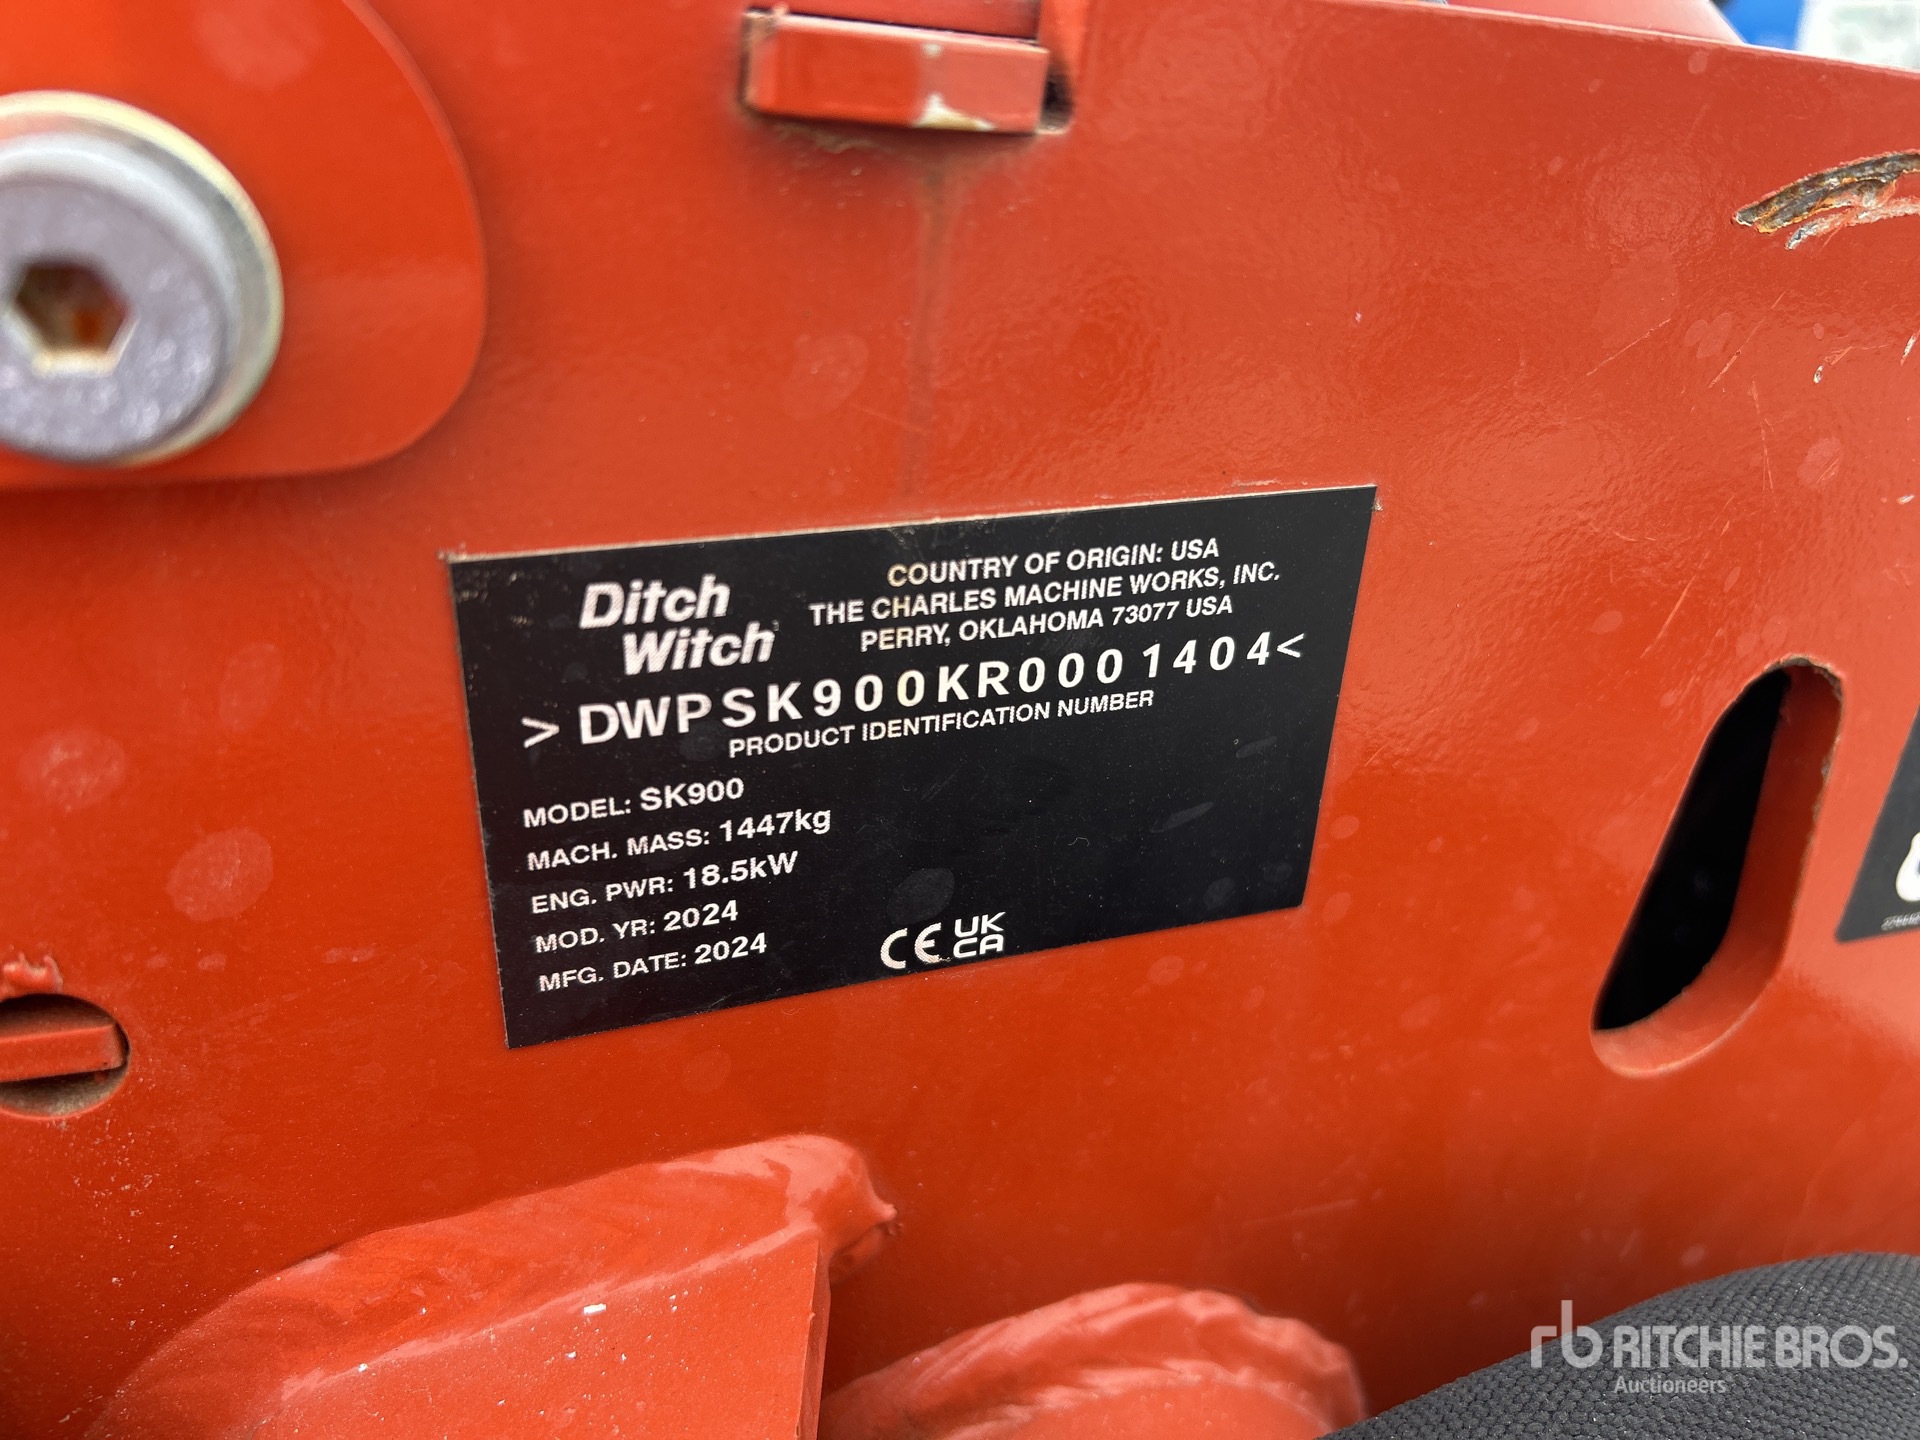 Ditch
Witch
COUNTRY OF ORIGIN: USA
THE CHARLES MACHINE WORKS, INC.
PERRY, OKLAHOMA 73077 USA
>DWPSK900KR0001404<
PRODUCT IDENTIFICATION NUMBER
MODEL: SK900
MACH. MASS: 1447kg
ENG. PWR: 18.5kW
MOD. YR: 2024
MFG. DATE: 2024
CE UK
CA
rb RITCHIE BROS.
Auctioneers